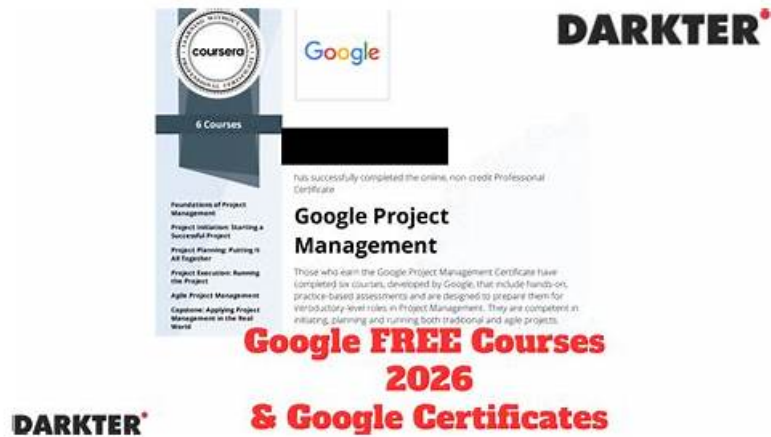 DARKTER
LEARNING WITHOUT LIMITS
coursera
PROFESSIONAL CERTIFICATE
Google
6 Courses
has successfully completed the online, non-credit Professional
Certificate
Foundations of Project
Management
Project Initiation: Starting a
Successful Project
Project Planning: Putting It
All Together
Project Execution: Running
the Project
Agile Project Management
Capstone: Applying Project
Management in the Real
World
Google Project
Management
Those who earn the Google Project Management Certificate have
completed six courses, developed by Google, that include hands-on,
practice-based assessments and are designed to prepare them for
introductory-level roles in Project Management. They are competent in
initiating, planning and running both traditional and agile projects.
Google FREE Courses
2026
& Google Certificates
DARKTER